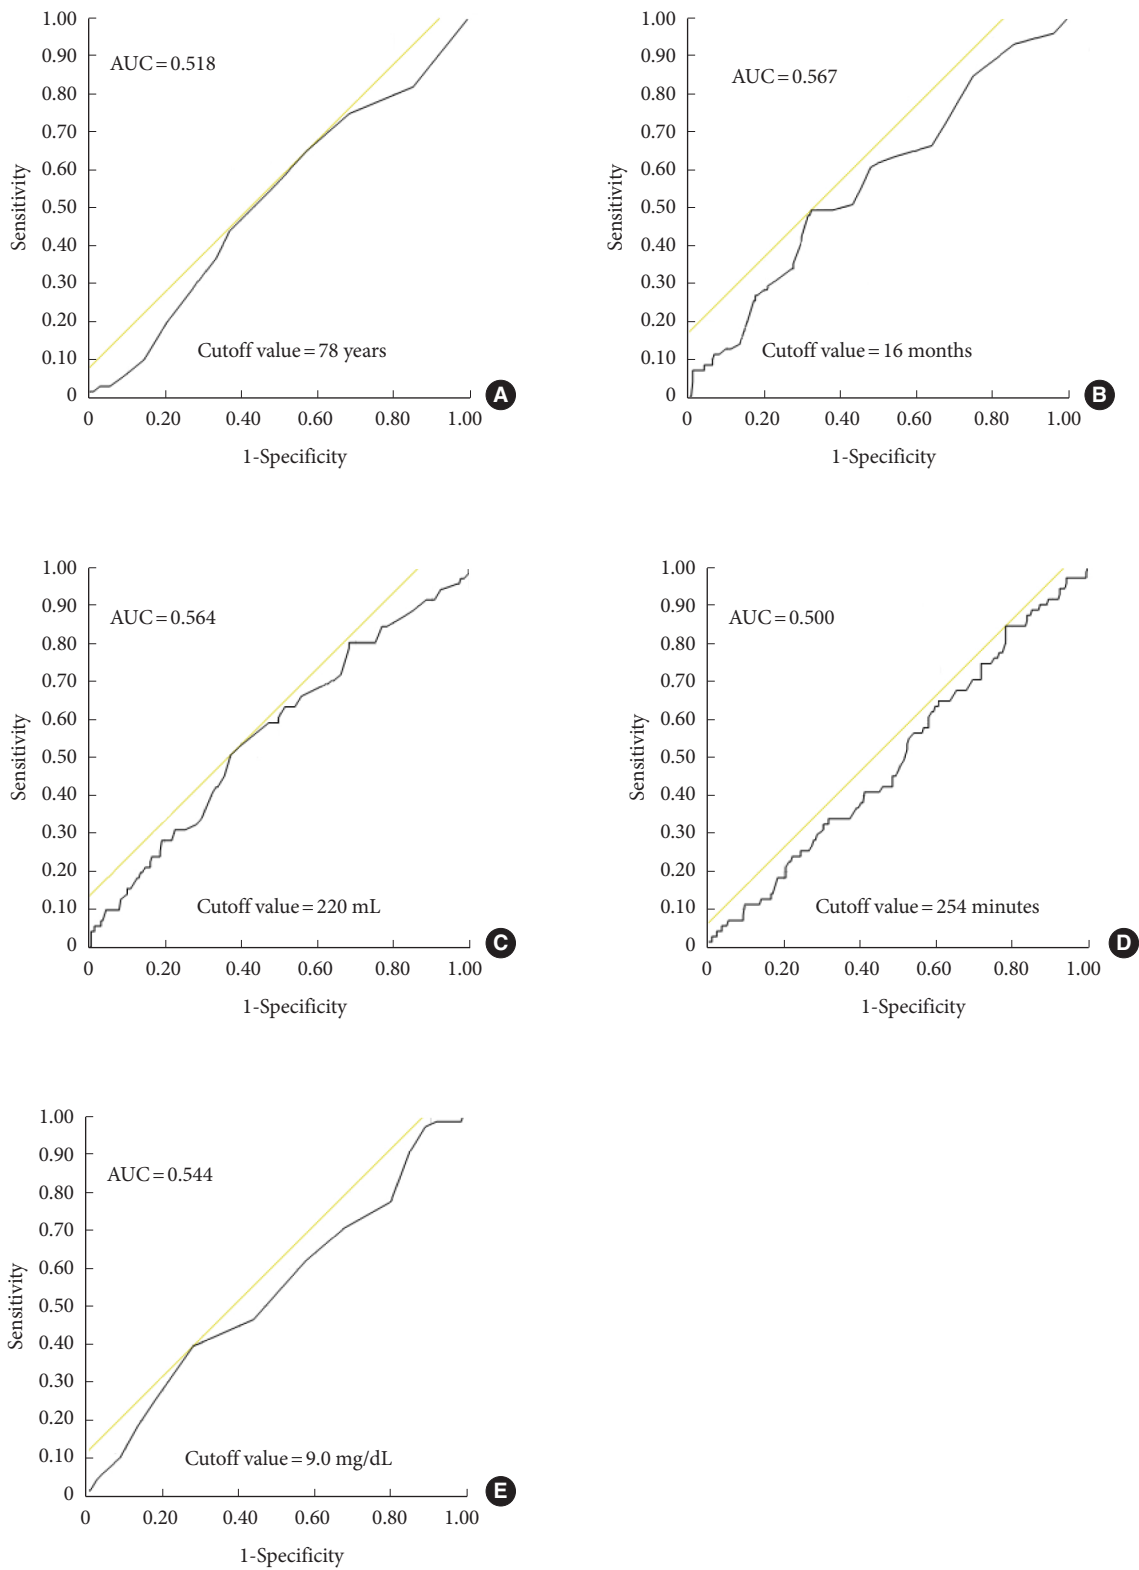 1.00
0.90
0.80
0.70
0.60
0.50
0.40
0.30
0.20
0.10
0
Sensitivity
AUC = 0.518
Cutoff value = 78 years
0 0.20 0.40 0.60 0.80 1.00
1-Specificity
A
1.00
0.90
0.80
0.70
0.60
0.50
0.40
0.30
0.20
0.10
0
Sensitivity
AUC = 0.567
Cutoff value = 16 months
0 0.20 0.40 0.60 0.80 1.00
1-Specificity
B
1.00
0.90
0.80
0.70
0.60
0.50
0.40
0.30
0.20
0.10
0
Sensitivity
AUC = 0.564
Cutoff value = 220 mL
0 0.20 0.40 0.60 0.80 1.00
1-Specificity
C
1.00
0.90
0.80
0.70
0.60
0.50
0.40
0.30
0.20
0.10
0
Sensitivity
AUC = 0.500
Cutoff value = 254 minutes
0 0.20 0.40 0.60 0.80 1.00
1-Specificity
D
1.00
0.90
0.80
0.70
0.60
0.50
0.40
0.30
0.20
0.10
0
Sensitivity
AUC = 0.544
Cutoff value = 9.0 mg/dL
0 0.20 0.40 0.60 0.80 1.00
1-Specificity
E